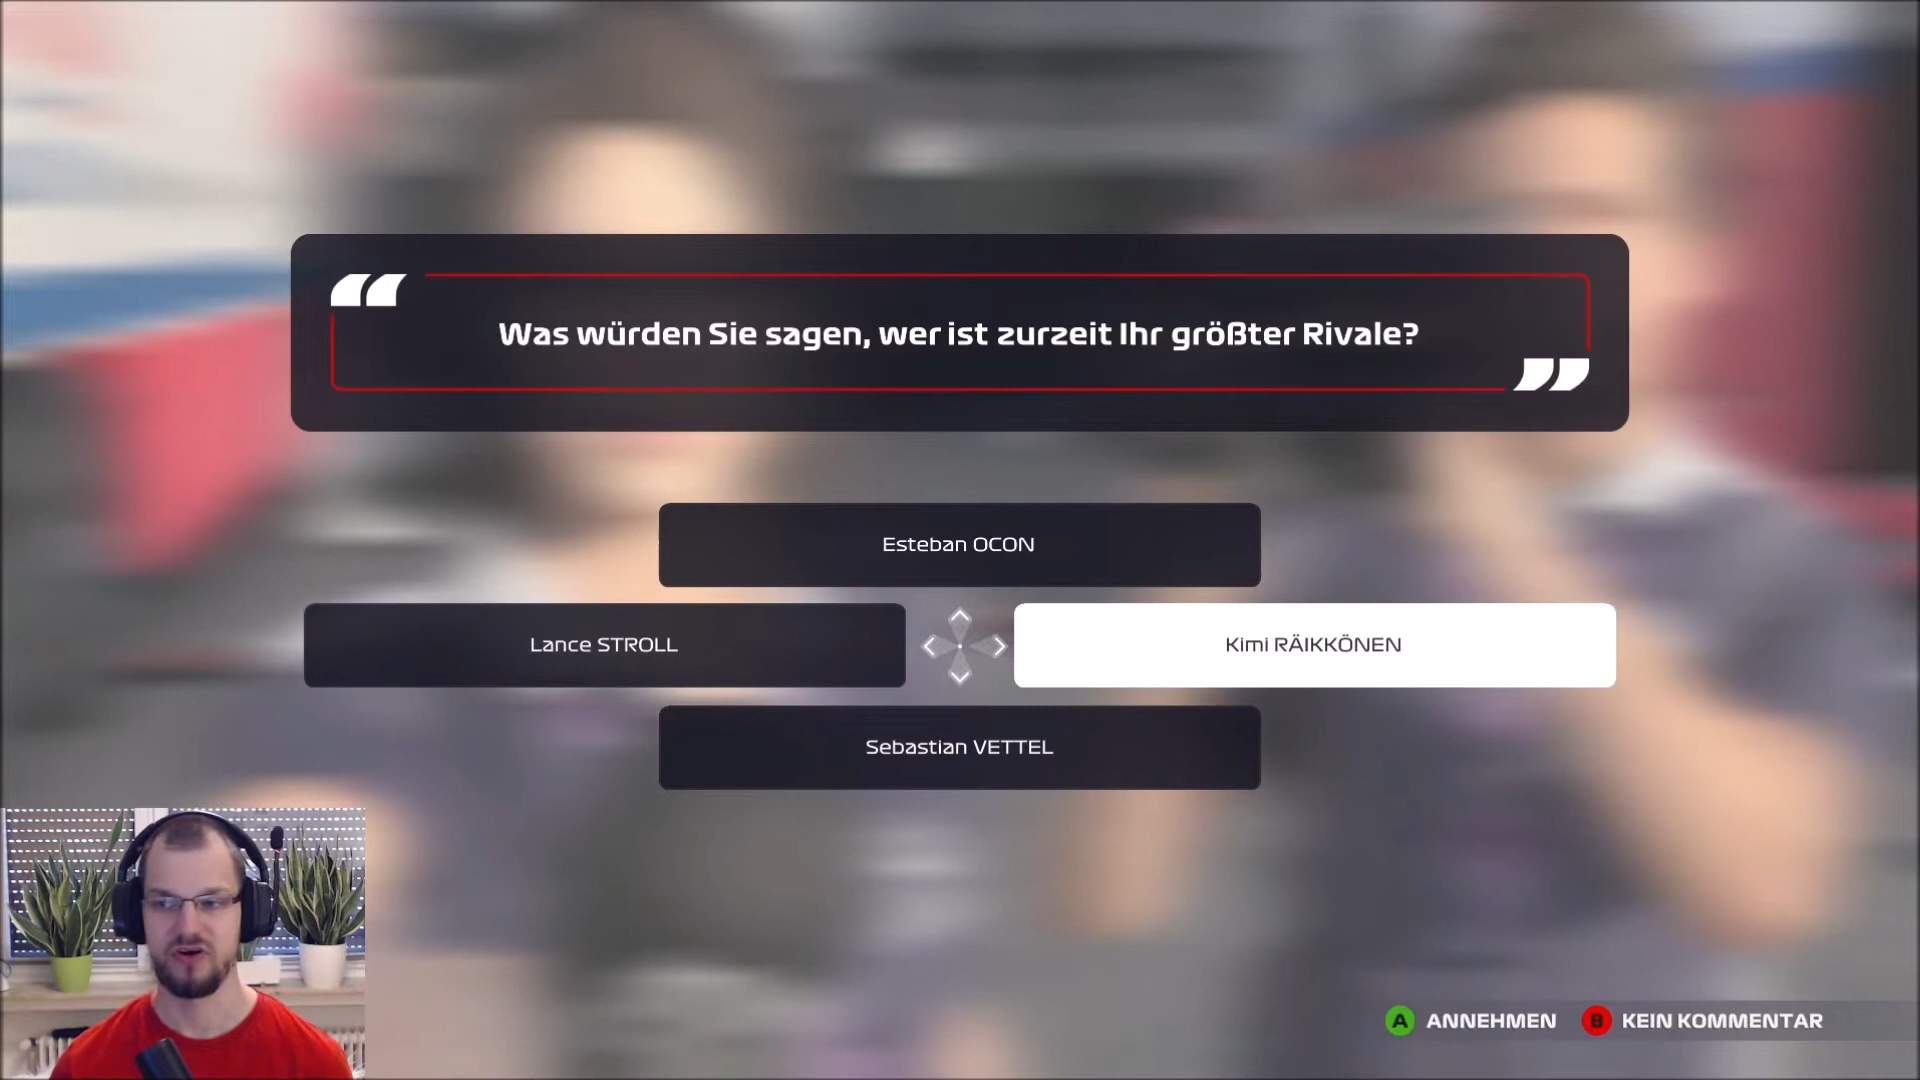 Was würden Sie sagen, wer ist zurzeit Ihr größter Rivale?
Esteban OCON
Lance STROLL
Kimi RÄIKKÖNEN
Sebastian VETTEL
A ANNEHMEN B KEIN KOMMENTAR